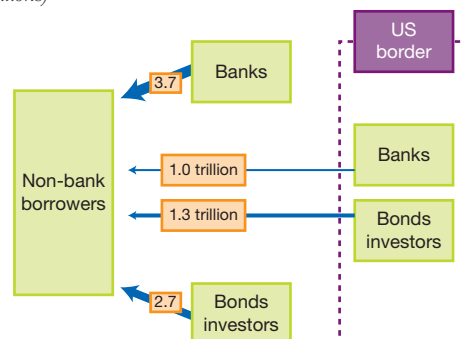 US
border
Banks
3.7
Banks
1.0 trillion
Non-bank
borrowers
1.3 trillion
Bonds
investors
2.7
Bonds
investors